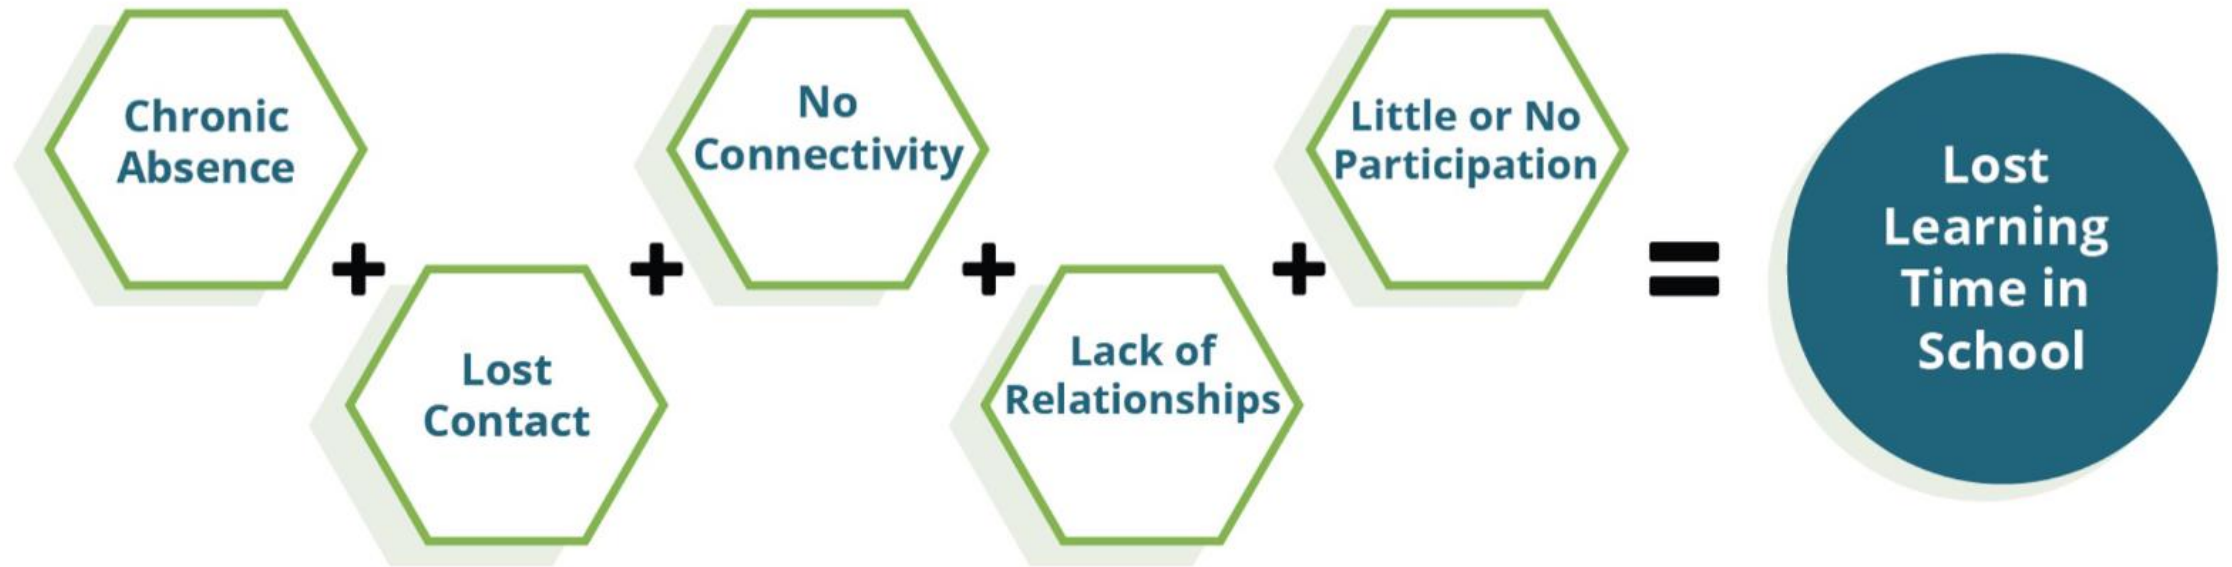 Chronic
Absence
+
Lost
Contact
+
No
Connectivity
+
Lack of
Relationships
+
Little or No
Participation
=
Lost
Learning
Time in
School